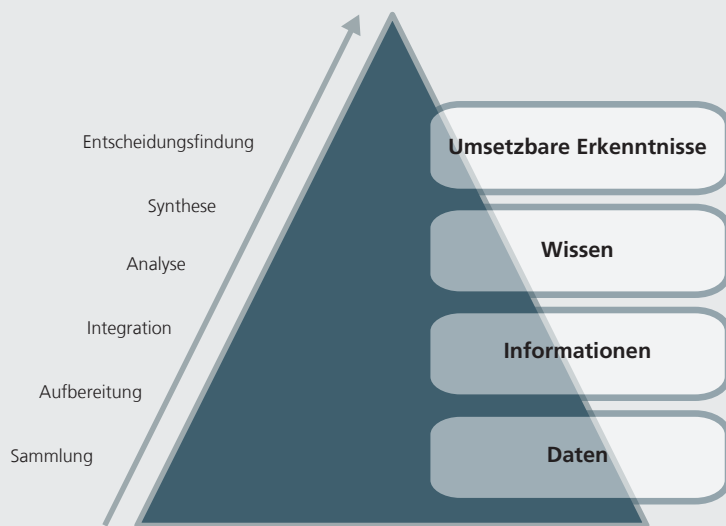 Entscheidungsfindung
Synthese
Analyse
Integration
Aufbereitung
Sammlung
Umsetzbare Erkenntnisse
Wissen
Informationen
Daten